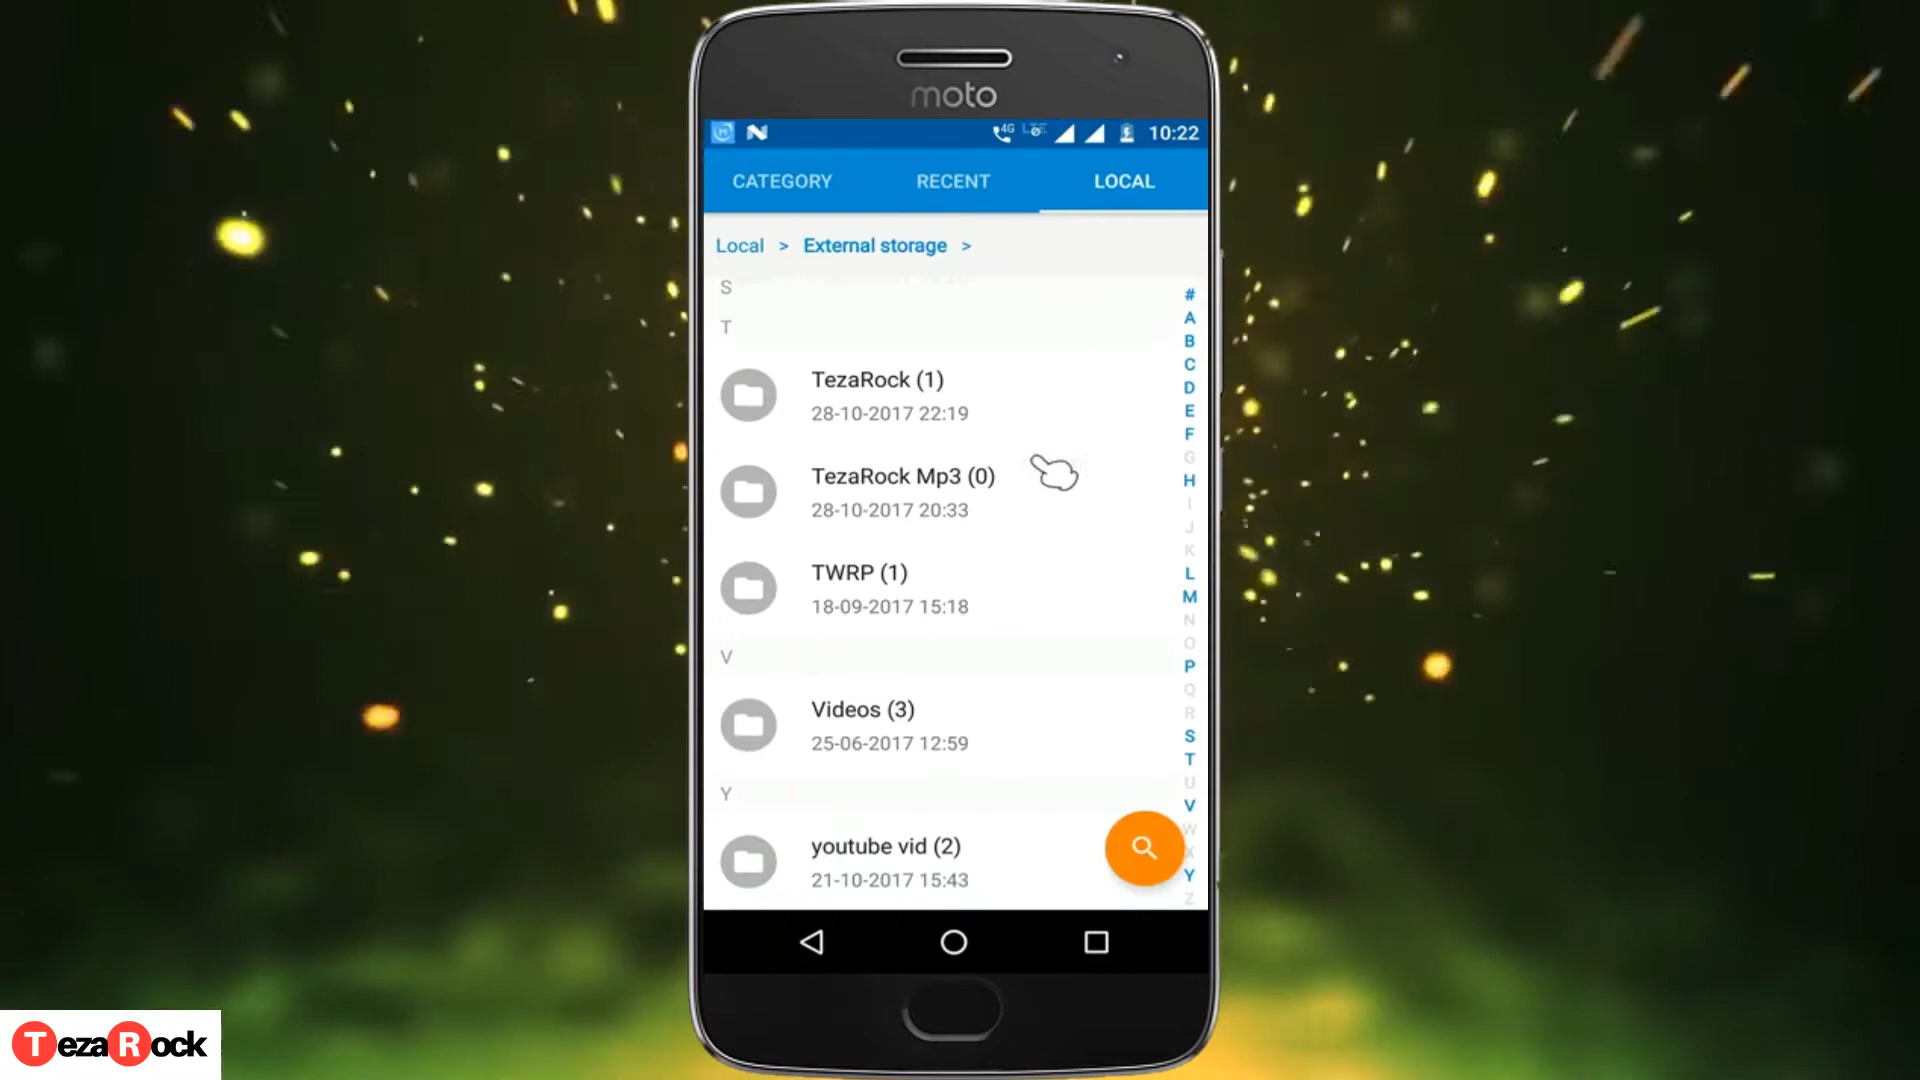 moto
4G LTE 10:22
CATEGORY RECENT LOCAL
Local > External storage >
S
T
TezaRock (1)
28-10-2017 22:19
TezaRock Mp3 (0)
28-10-2017 20:33
TWRP (1)
18-09-2017 15:18
V
Videos (3)
25-06-2017 12:59
Y
youtube vid (2)
21-10-2017 15:43
#
A
B
C
D
E
F
G
H
I
J
K
L
M
N
O
P
Q
R
S
T
U
V
W
X
Y
Z
TezaRock